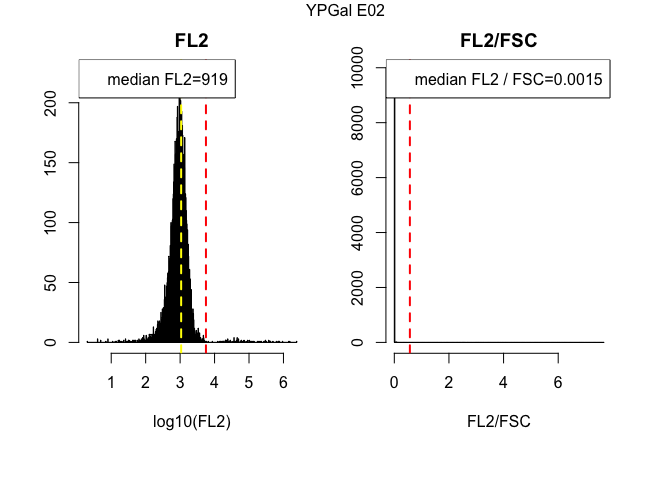 YPGal E02
FL2
median FL2=919
0
50
100
150
200
1 2 3 4 5 6
log10(FL2)
FL2/FSC
median FL2 / FSC=0.0015
0
2000
4000
6000
8000
10000
0 2 4 6
FL2/FSC